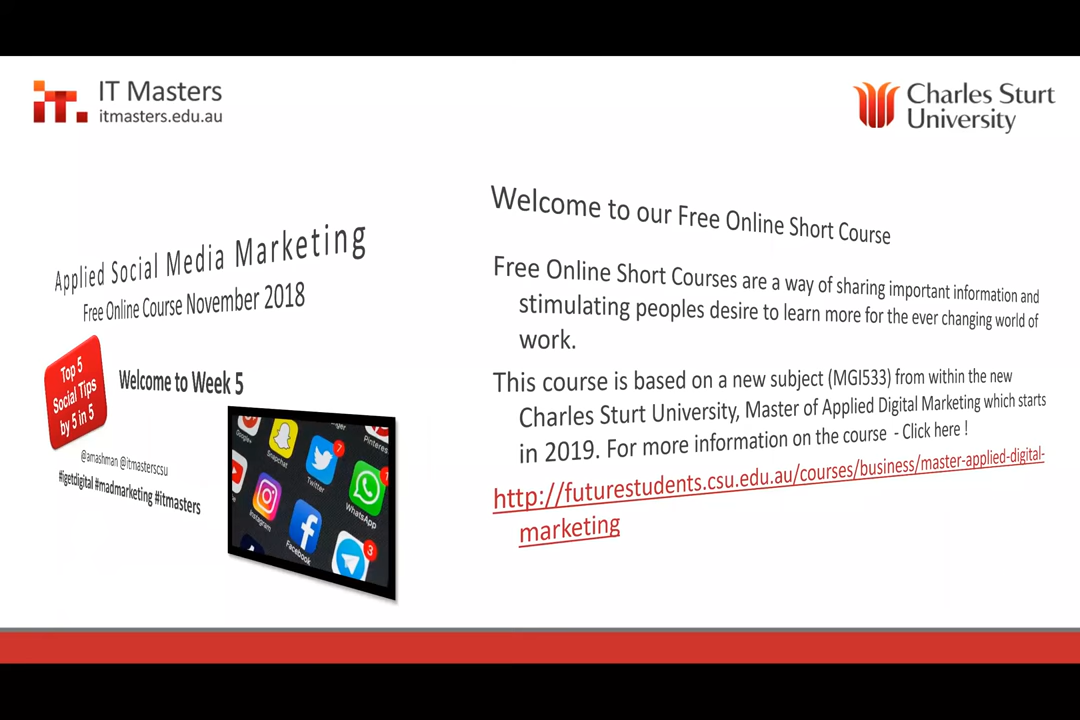 IT Masters
itmasters.edu.au
Charles Sturt
University
Applied Social Media Marketing
Free Online Course November 2018
Top 5
Social Tips
by 5 in 5
Welcome to Week 5
@amashman @itmasterscsu
#igetdigital #madmarketing #itmasters
Google+
Snapchat
Twitter
7
Pinteres
WhatsApp
1
Instagram
Facebook
3
Welcome to our Free Online Short Course
Free Online Short Courses are a way of sharing important information and
stimulating peoples desire to learn more for the ever changing world of
work.
This course is based on a new subject (MGI533) from within the new
Charles Sturt University, Master of Applied Digital Marketing which starts
in 2019. For more information on the course - Click here !
http://futurestudents.csu.edu.au/courses/business/master-applied-digital-
marketing